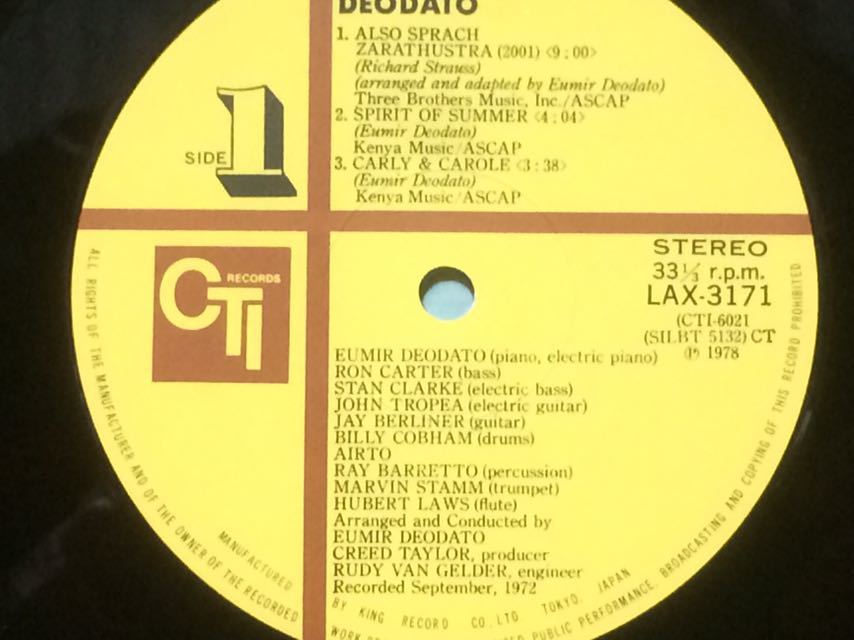 DEODATO
1. ALSO SPRACH
ZARATHUSTRA (2001) <9:00>
(Richard Strauss)
(arranged and adapted by Eumir Deodato)
Three Brothers Music, Inc./ASCAP
2. SPIRIT OF SUMMER <4:04>
(Eumir Deodato)
Kenya Music/ASCAP
3. CARLY & CAROLE <3:38>
(Eumir Deodato)
Kenya Music/ASCAP
SIDE 1
CTI RECORDS
STEREO
33 1/3 r.p.m.
LAX-3171
(CTI-6021
(SILBT 5132) CT
℗ 1978
EUMIR DEODATO (piano, electric piano)
RON CARTER (bass)
STAN CLARKE (electric bass)
JOHN TROPEA (electric guitar)
JAY BERLINER (guitar)
BILLY COBHAM (drums)
AIRTO
RAY BARRETTO (percussion)
MARVIN STAMM (trumpet)
HUBERT LAWS (flute)
Arranged and Conducted by
EUMIR DEODATO
CREED TAYLOR, producer
RUDY VAN GELDER, engineer
Recorded September, 1972
MANUFACTURED BY KING RECORD CO., LTD. TOKYO, JAPAN
ALL RIGHTS OF THE MANUFACTURER AND OF THE OWNER OF THE RECORDED WORK PUBLIC PERFORMANCE, BROADCASTING AND COPYING OF THIS RECORD PROHIBITED